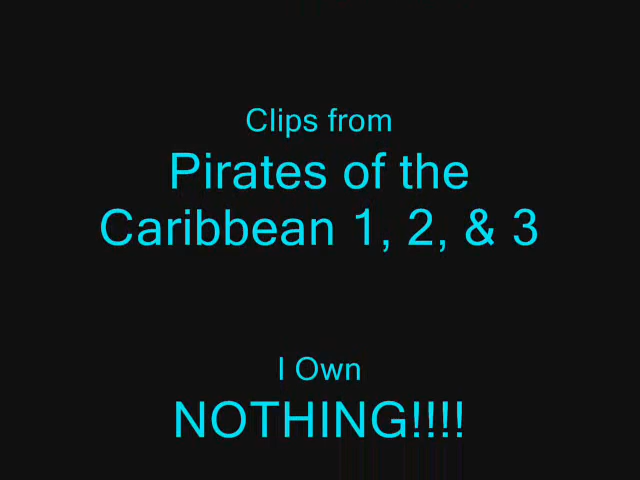 Clips from
Pirates of the
Caribbean 1, 2, & 3
I Own
NOTHING!!!!